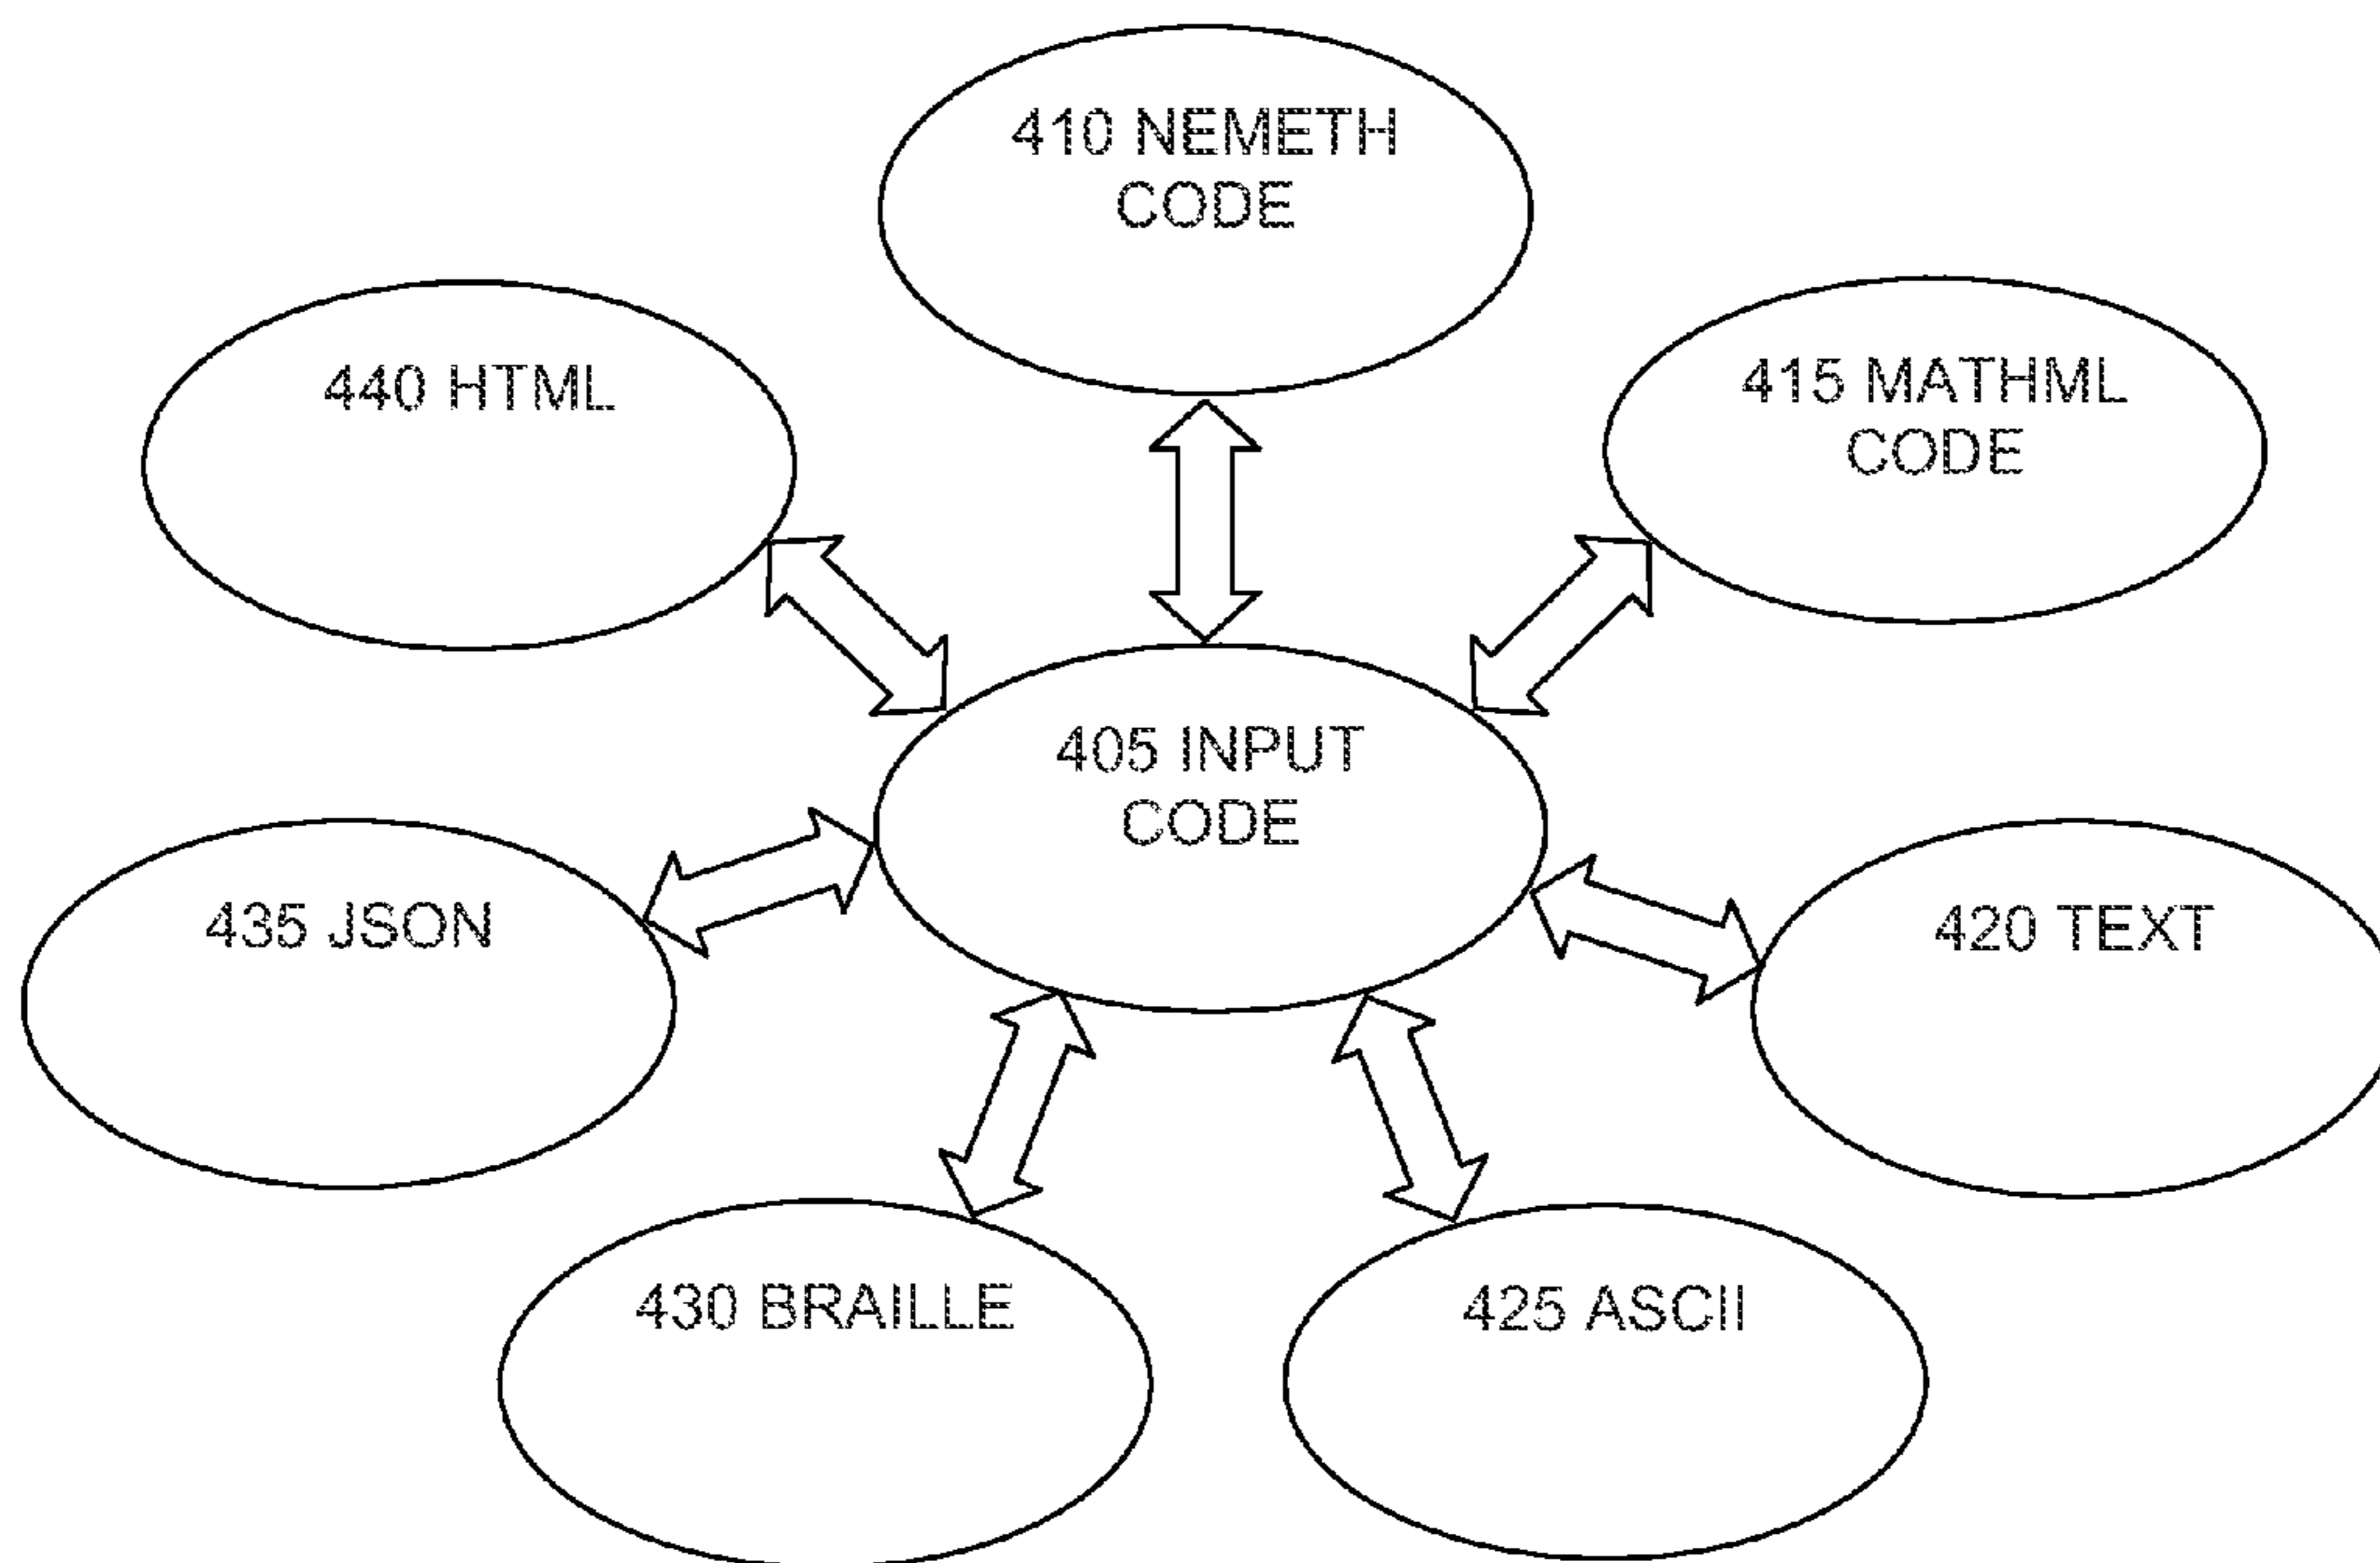 410 NEMETH
CODE
440 HTML
415 MATHML
CODE
405 INPUT
CODE
435 JSON
420 TEXT
430 BRAILLE
425 ASCII